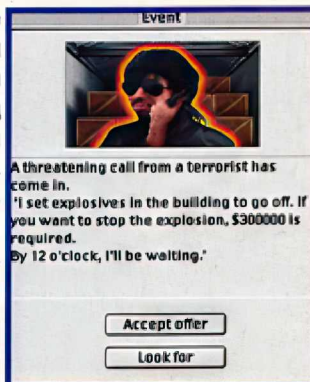 Event
A threatening call from a terrorist has
come in.
"I set explosives in the building to go off. If
you want to stop the explosion, $300000 is
required.
By 12 o'clock, I'll be waiting."
Accept offer
Look for